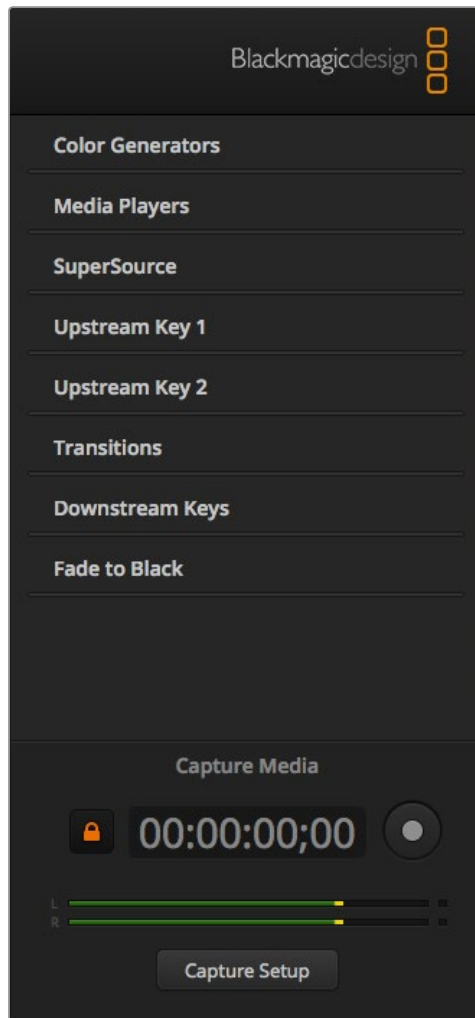 Blackmagicdesign
Color Generators
Media Players
SuperSource
Upstream Key 1
Upstream Key 2
Transitions
Downstream Keys
Fade to Black
Capture Media
00:00:00;00
L
R
Capture Setup